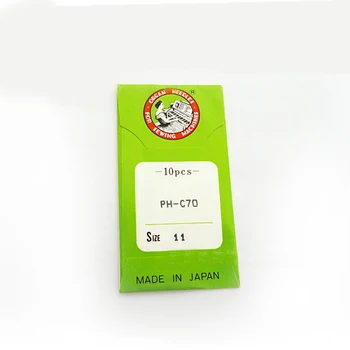 ORGAN NEEDLES
FOR SEWING MACHINES
-10pcs-
PH-C70
SIZE 11
MADE IN JAPAN